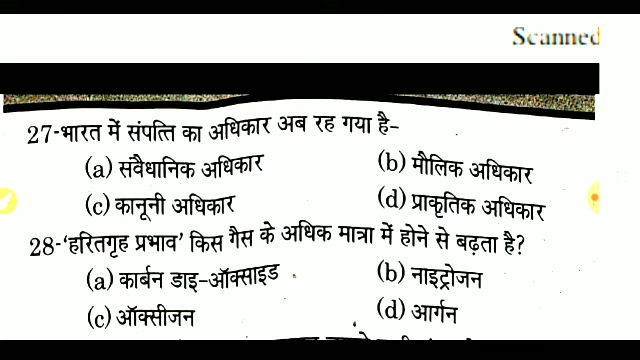 Scanned
27-भारत में संपत्ति का अधिकार अब रह गया है-
(a) संवैधानिक अधिकार (b) मौलिक अधिकार
(c) कानूनी अधिकार (d) प्राकृतिक अधिकार
28-‘हरितगृह प्रभाव’ किस गैस के अधिक मात्रा में होने से बढ़ता है?
(a) कार्बन डाइ-ऑक्साइड (b) नाइट्रोजन
(c) ऑक्सीजन (d) आर्गन